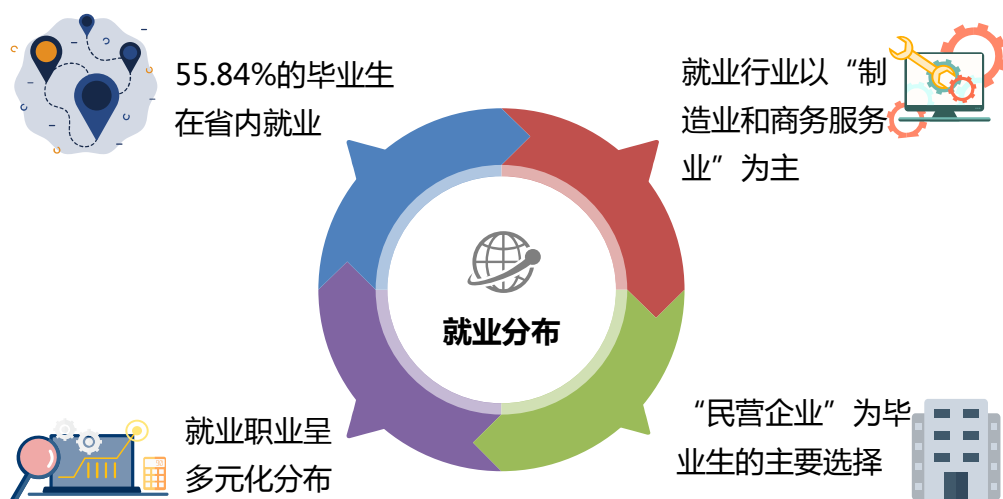 55.84%的毕业生
在省内就业
就业行业以“制
造业和商务服务
业”为主
就业分布
就业职业呈
多元化分布
“民营企业”为毕
业生的主要选择